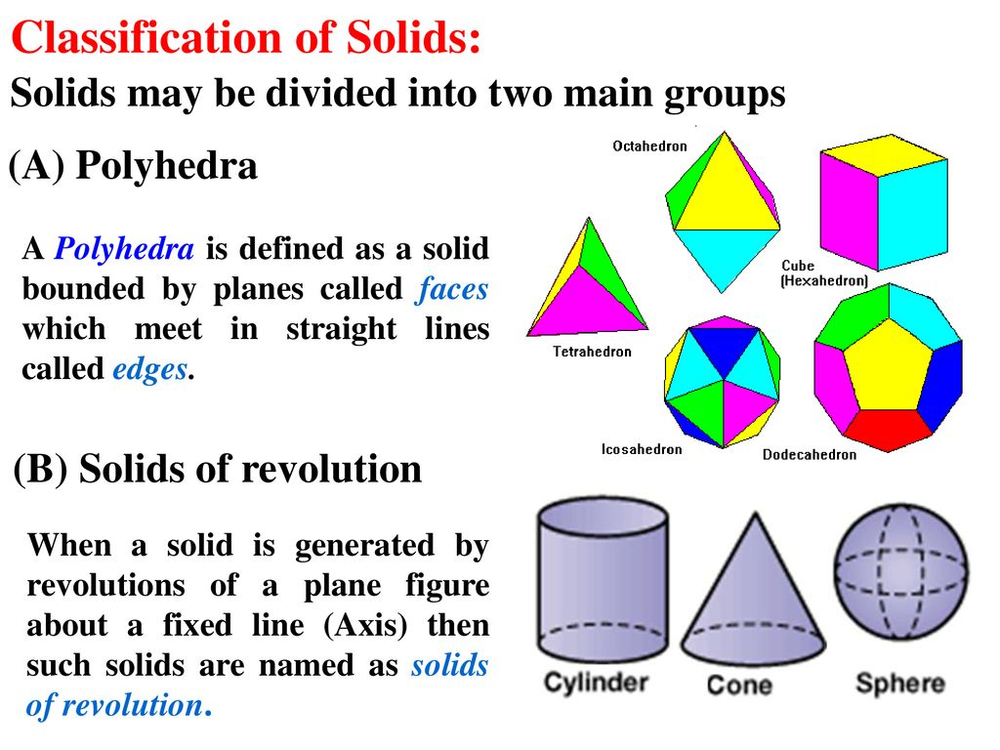 Classification of Solids:
Solids may be divided into two main groups
(A) Polyhedra
A Polyhedra is defined as a solid
bounded by planes called faces
which meet in straight lines
called edges.
Octahedron
Cube
(Hexahedron)
Tetrahedron
Icosahedron
Dodecahedron
(B) Solids of revolution
When a solid is generated by
revolutions of a plane figure
about a fixed line (Axis) then
such solids are named as solids
of revolution.
Cylinder
Cone
Sphere